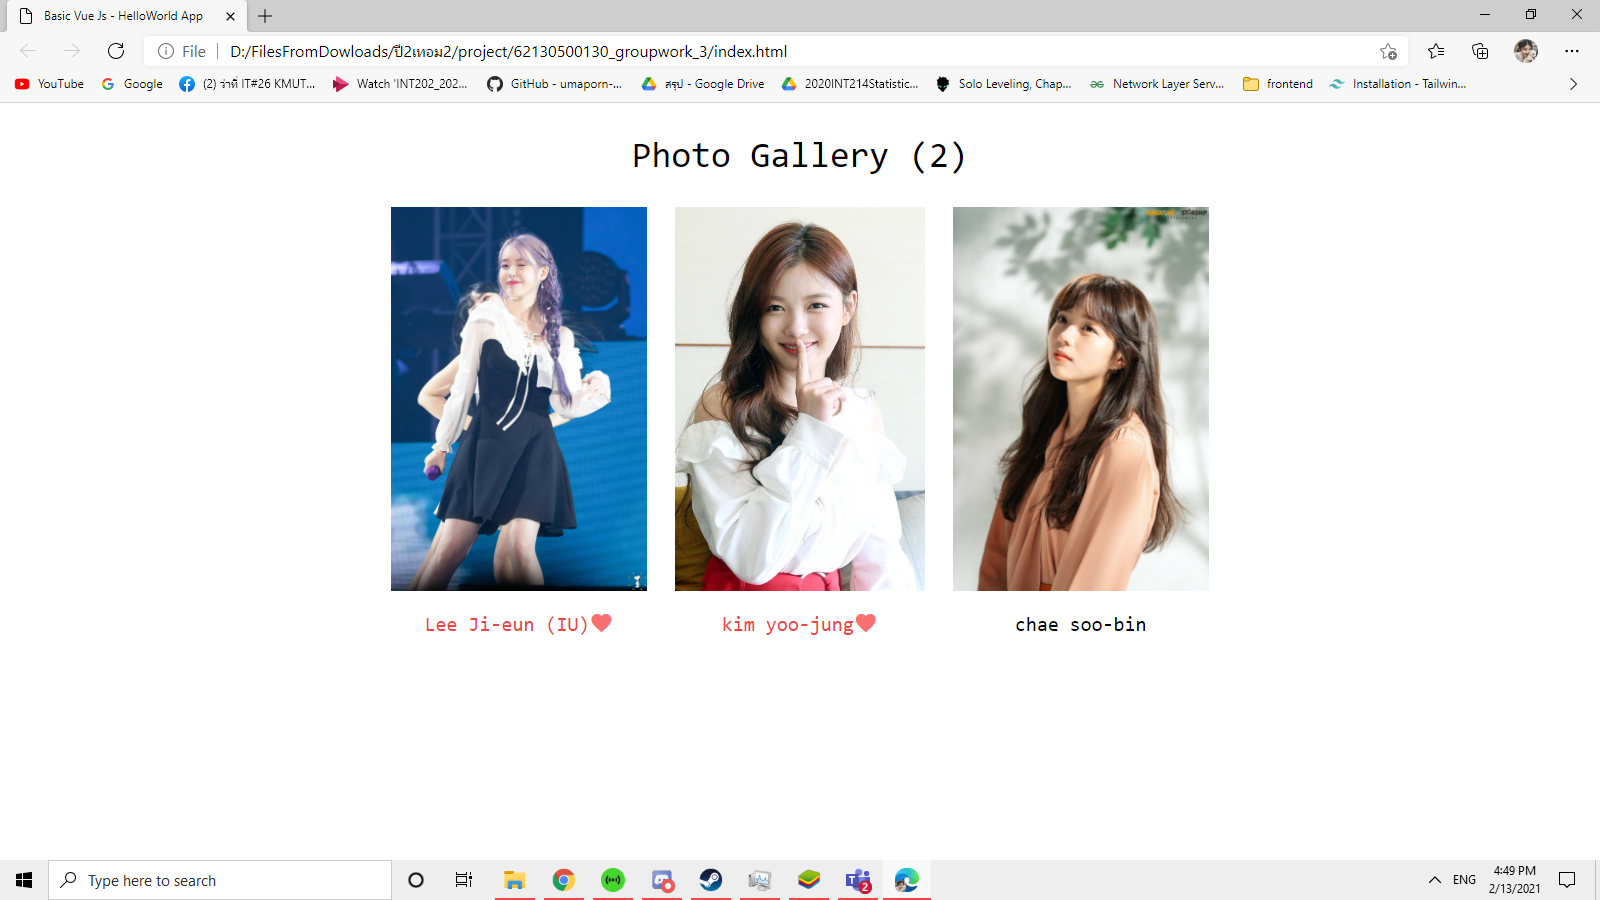 Basic Vue Js - HelloWorld App
File
D:/FilesFromDowloads/ปี2เทอม2/project/62130500130_groupwork_3/index.html
YouTube
Google
(2) ว่าที่ IT#26 KMUT...
Watch 'INT202_202...
GitHub - umaporn-...
สรุป - Google Drive
2020INT214Statistic...
Solo Leveling, Chap...
Network Layer Serv...
frontend
Installation - Tailwin...
Photo Gallery (2)
Lee Ji-eun (IU)
kim yoo-jung
chae soo-bin
Type here to search
2
ENG
4:49 PM
2/13/2021